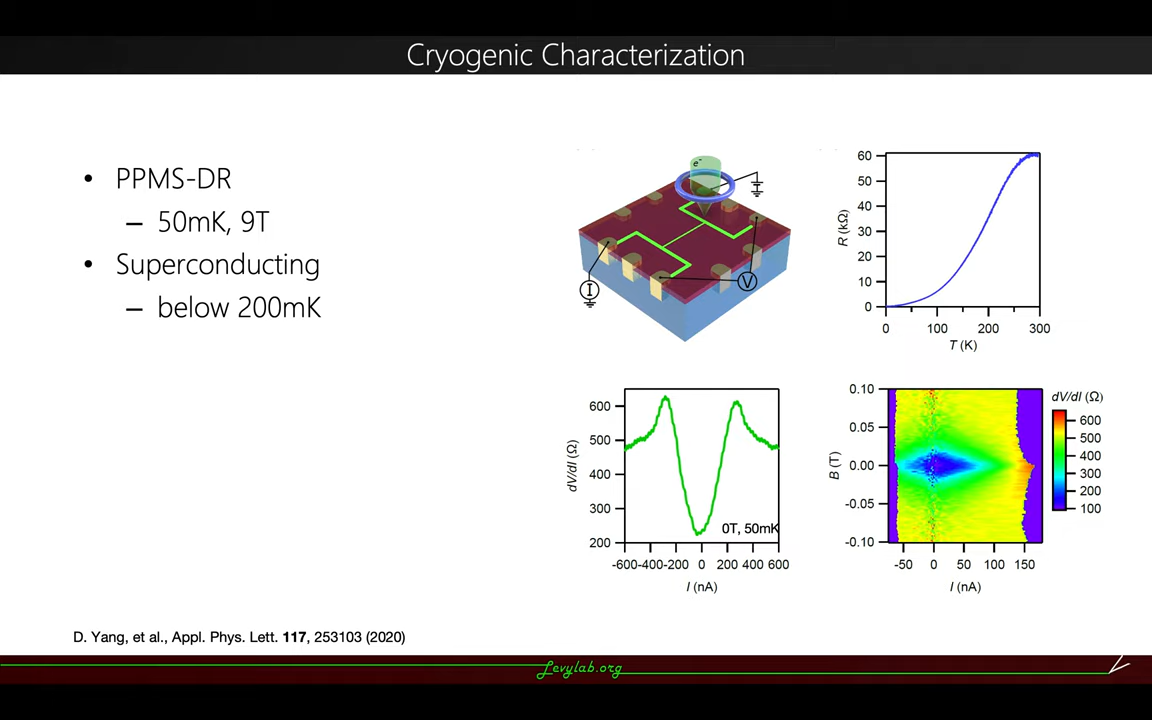 Cryogenic Characterization
• PPMS-DR
– 50mK, 9T
• Superconducting
– below 200mK
e-
I
V
60
50
40
30
20
10
0
R (kΩ)
0 100 200 300
T (K)
600
500
400
300
200
dV/dI (Ω)
0T, 50mK
-600 -400 -200 0 200 400 600
I (nA)
0.10
0.05
0.00
-0.05
-0.10
B (T)
-50 0 50 100 150
I (nA)
dV/dI (Ω)
600
500
400
300
200
100
D. Yang, et al., Appl. Phys. Lett. 117, 253103 (2020)
Levylab.org